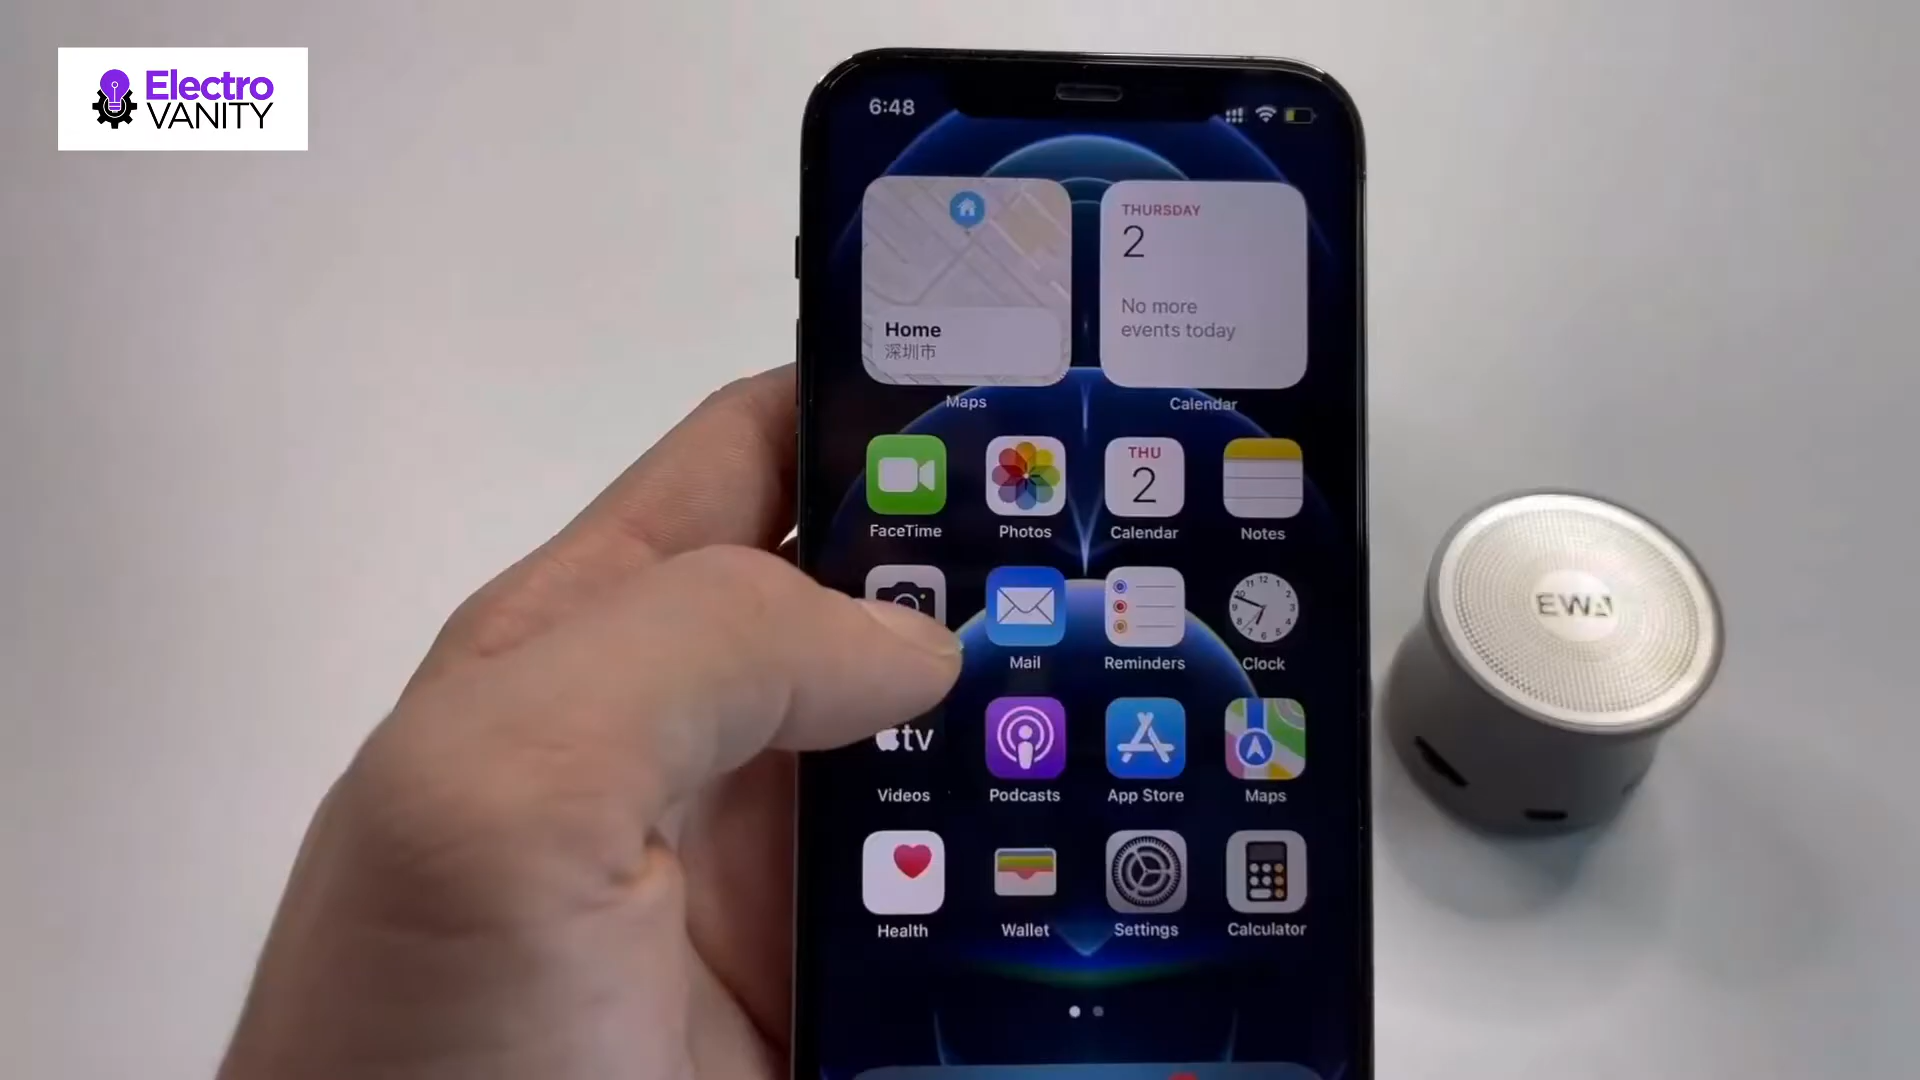 Electro
VANITY
6:48
THURSDAY
2
No more
events today
Home
深圳市
Maps
Calendar
THU
2
FaceTime
Photos
Calendar
Notes
Mail
Reminders
Clock
tv
Videos
Podcasts
App Store
Maps
Health
Wallet
Settings
Calculator
EWA